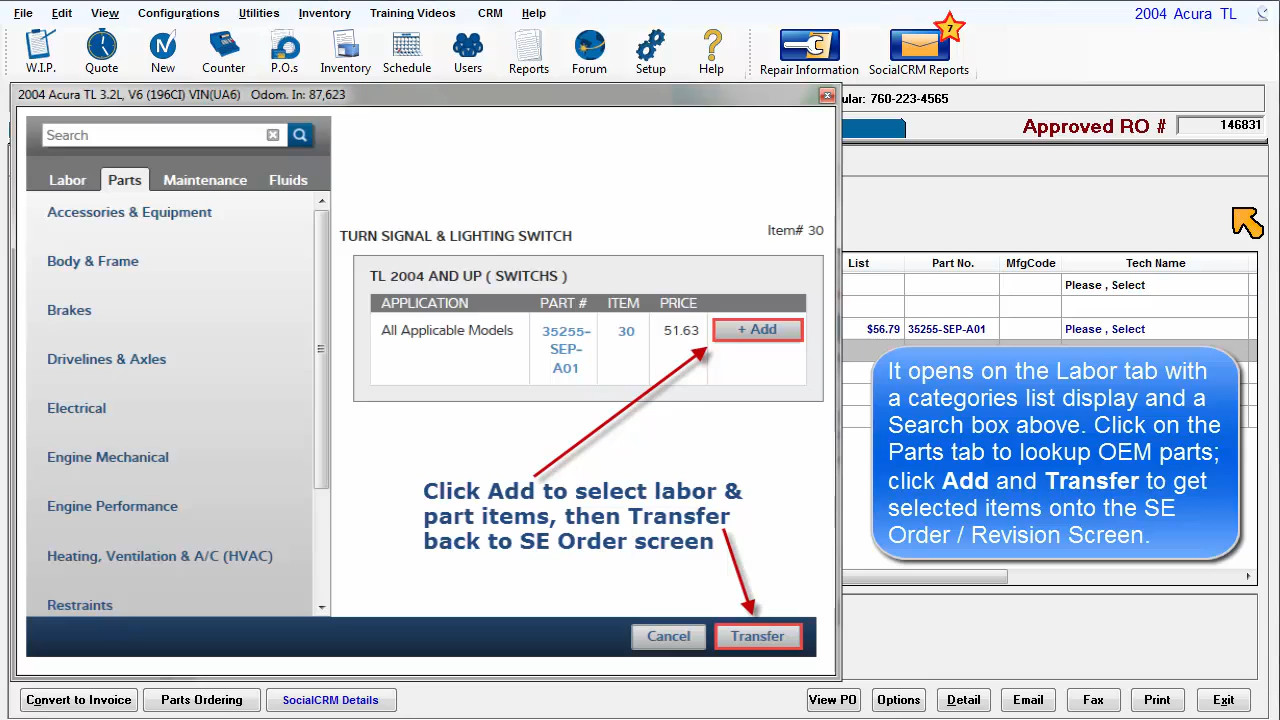 File Edit View Configurations Utilities Inventory Training Videos CRM Help 2004 Acura TL
7
W.I.P. Quote New Counter P.O.s Inventory Schedule Users Reports Forum Setup Help Repair Information SocialCRM Reports
2004 Acura TL 3.2L, V6 (196CI) VIN(UA6) Odom. In: 87,623
ular: 760-223-4565
Approved RO # 146831
Search
Labor Parts Maintenance Fluids
Accessories & Equipment
Body & Frame
Brakes
Drivelines & Axles
Electrical
Engine Mechanical
Engine Performance
Heating, Ventilation & A/C (HVAC)
Restraints
Item# 30
TURN SIGNAL & LIGHTING SWITCH
TL 2004 AND UP ( SWITCHS )
APPLICATION PART # ITEM PRICE
All Applicable Models 35255- 30 51.63 + Add
SEP-
A01
Click Add to select labor &
part items, then Transfer
back to SE Order screen
Cancel Transfer
List Part No. MfgCode Tech Name
Please , Select
$56.79 35255-SEP-A01 Please , Select
It opens on the Labor tab with
a categories list display and a
Search box above. Click on the
Parts tab to lookup OEM parts;
click Add and Transfer to get
selected items onto the SE
Order / Revision Screen.
Convert to Invoice Parts Ordering SocialCRM Details View PO Options Detail Email Fax Print Exit